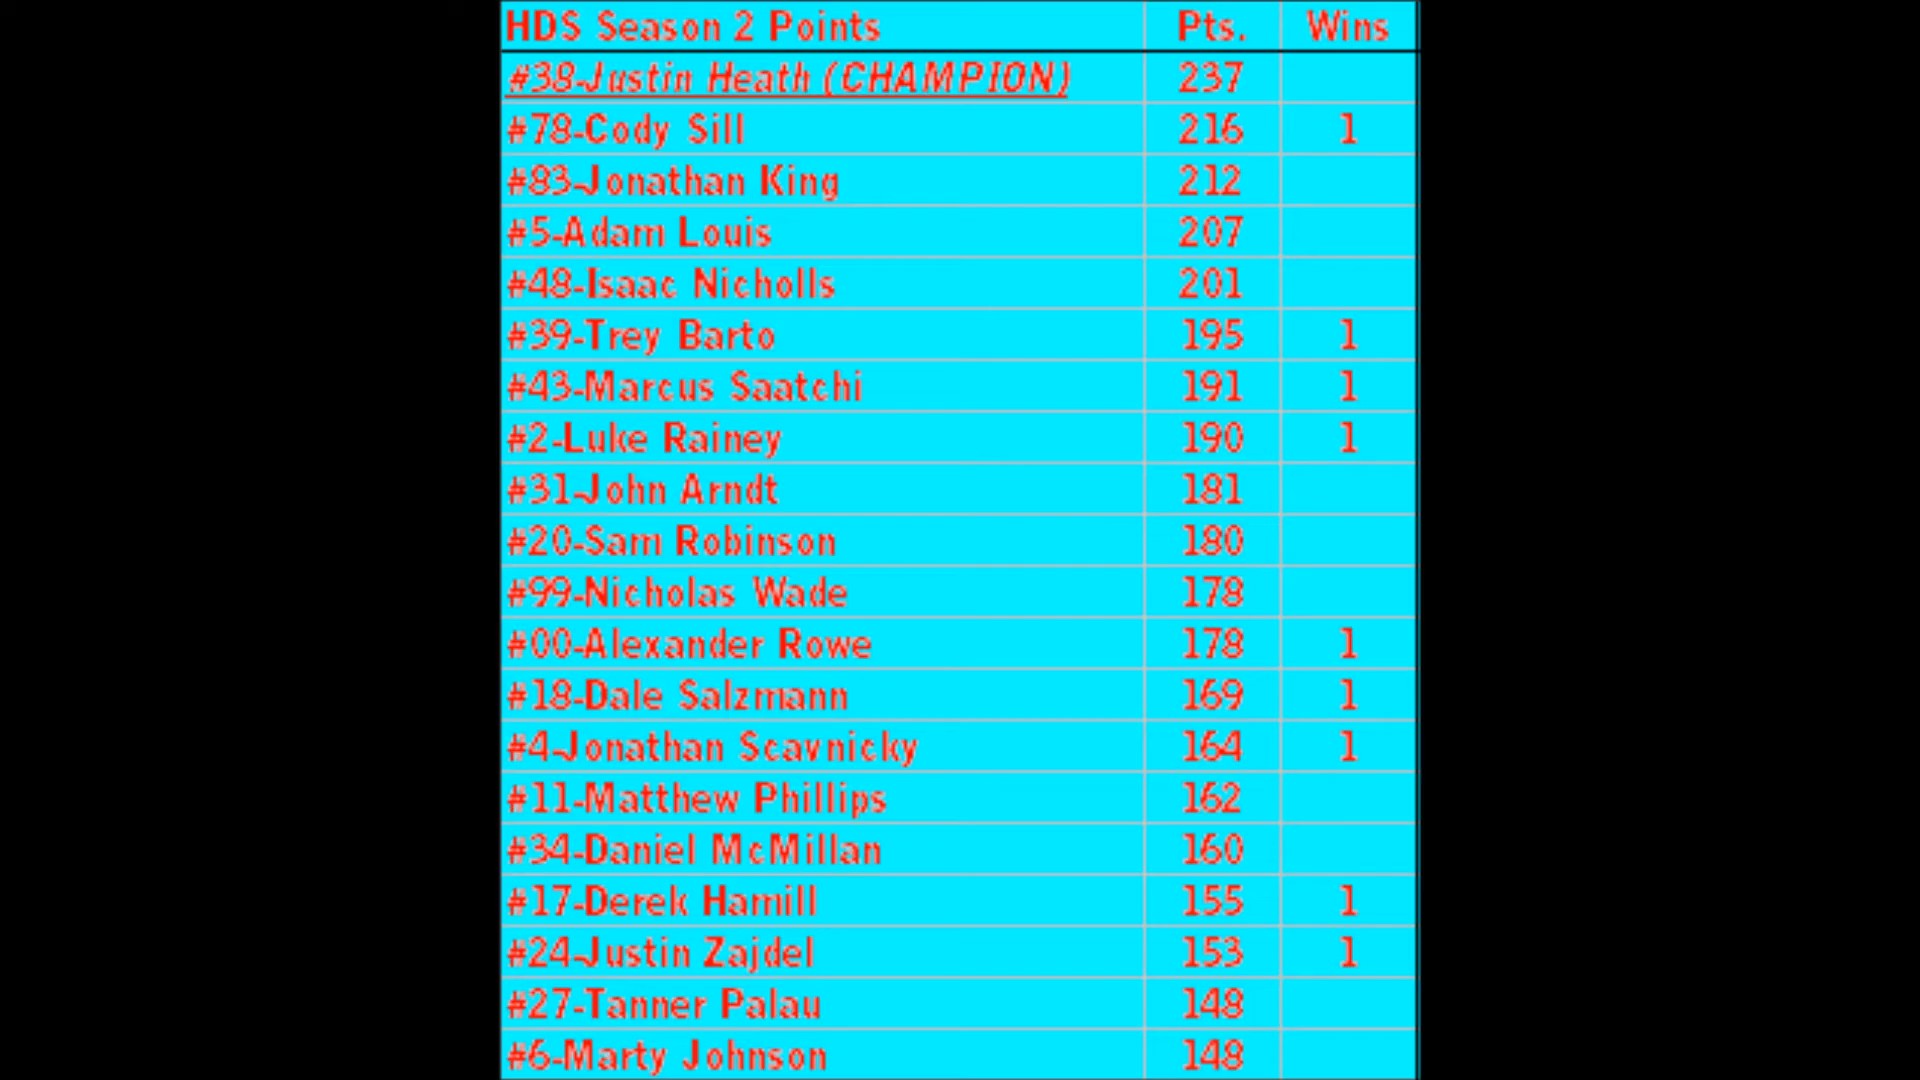 HDS Season 2 Points Pts. Wins
#38-Justin Heath (CHAMPION) 237
#78-Cody Sill 216 1
#83-Jonathan King 212
#5-Adam Louis 207
#48-Isaac Nicholls 201
#39-Trey Barto 195 1
#43-Marcus Saatchi 191 1
#2-Luke Rainey 190 1
#31-John Arndt 181
#20-Sam Robinson 180
#99-Nicholas Wade 178
#00-Alexander Rowe 178 1
#18-Dale Salzmann 169 1
#4-Jonathan Scavnicky 164 1
#11-Matthew Phillips 162
#34-Daniel McMillan 160
#17-Derek Hamill 155 1
#24-Justin Zajdel 153 1
#27-Tanner Palau 148
#6-Marty Johnson 148